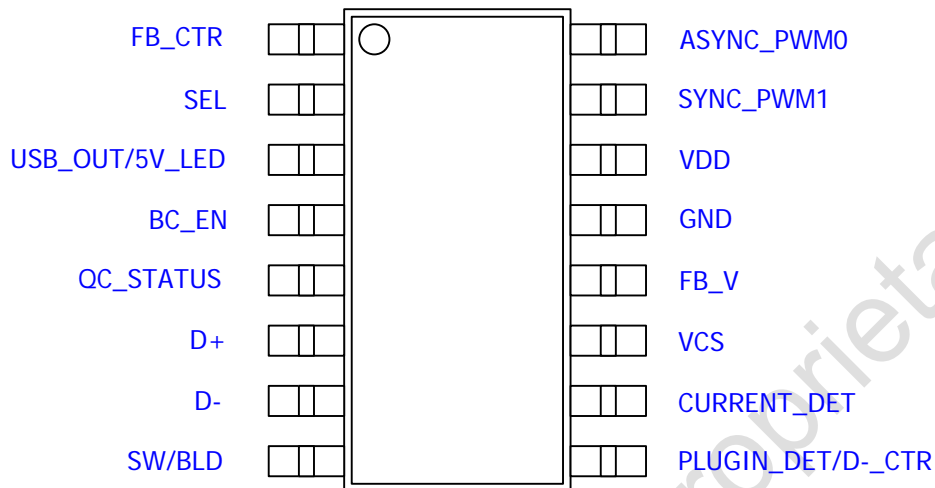 FB_CTR ASYNC_PWM0
SEL SYNC_PWM1
USB_OUT/5V_LED VDD
BC_EN GND
QC_STATUS FB_V
D+ VCS
D- CURRENT_DET
SW/BLD PLUGIN_DET/D-_CTR